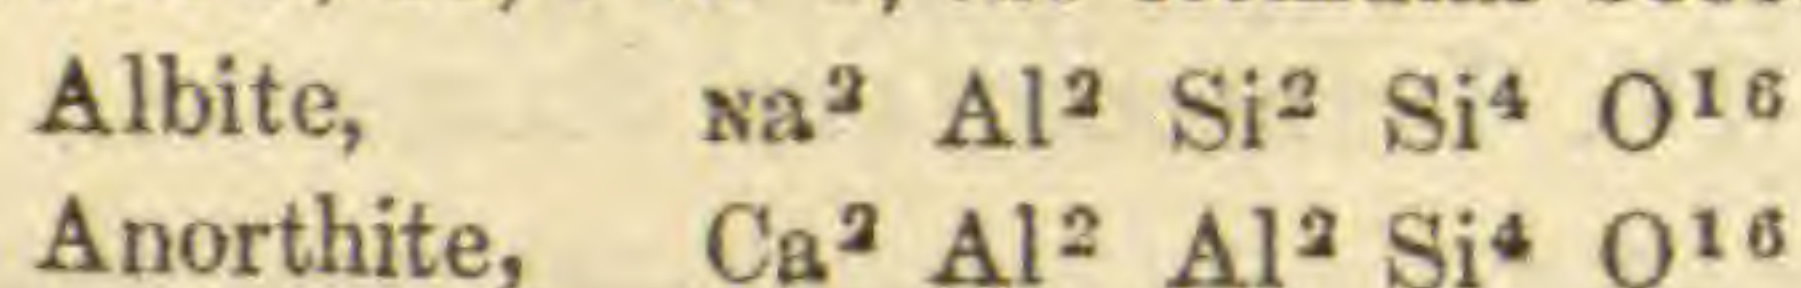 Albite, Na² Al² Si² Si⁴ O¹⁶
Anorthite, Ca² Al² Al² Si⁴ O¹⁶